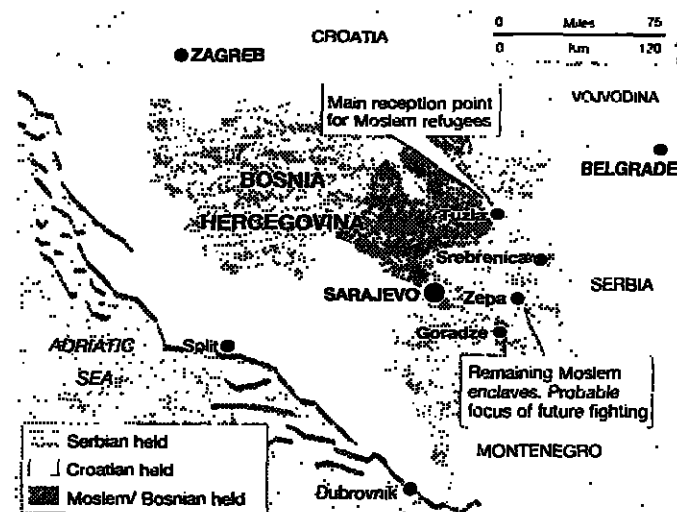 CROATIA
0 Miles 75
0 km 120
ZAGREB
VOJVODINA
Main reception point
for Moslem refugees
BELGRADE
BOSNIA
HERCEGOVINA
Tuzla
Srebrenica
SERBIA
SARAJEVO
Zepa
Goradze
ADRIATIC
SEA
Split
Remaining Moslem
enclaves. Probable
focus of future fighting
MONTENEGRO
Serbian held
Croatian held
Moslem/ Bosnian held
Dubrovnik